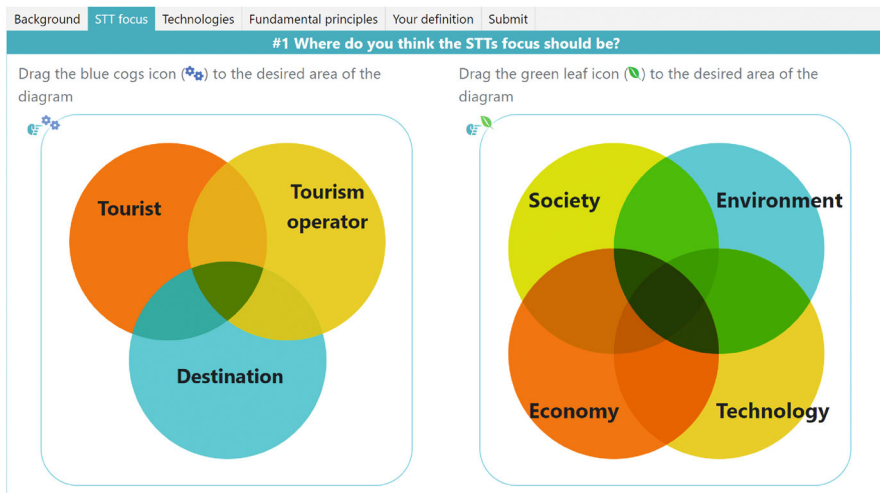 Background STT focus Technologies Fundamental principles Your definition Submit
#1 Where do you think the STTs focus should be?
Drag the blue cogs icon () to the desired area of the
diagram
Tourist
Tourism
operator
Destination
Drag the green leaf icon () to the desired area of the
diagram
Society
Environment
Economy
Technology